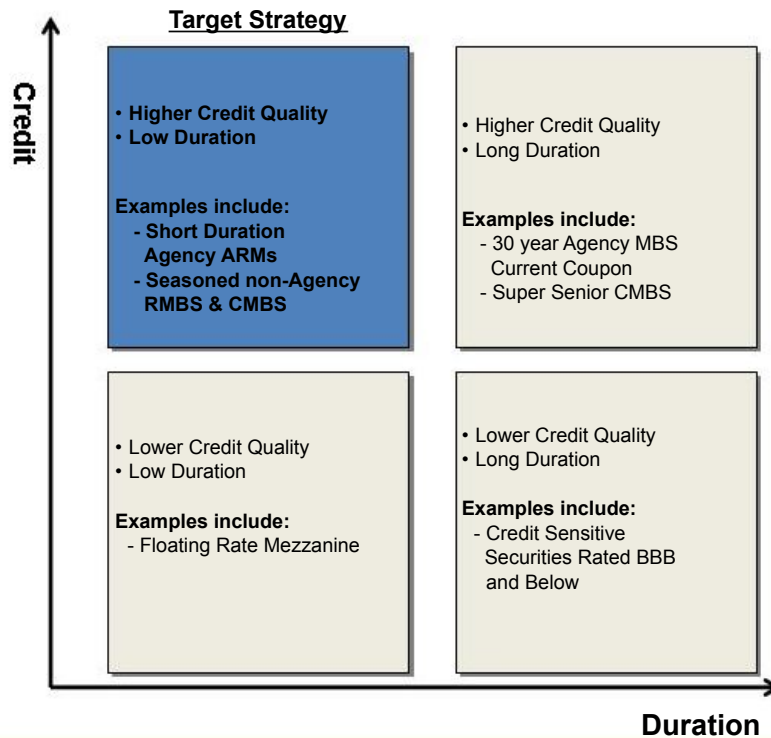 Target Strategy
Credit
• Higher Credit Quality
• Low Duration
Examples include:
- Short Duration
Agency ARMs
- Seasoned non-Agency
RMBS & CMBS
• Higher Credit Quality
• Long Duration
Examples include:
- 30 year Agency MBS
Current Coupon
- Super Senior CMBS
• Lower Credit Quality
• Low Duration
Examples include:
- Floating Rate Mezzanine
• Lower Credit Quality
• Long Duration
Examples include:
- Credit Sensitive
Securities Rated BBB
and Below
Duration